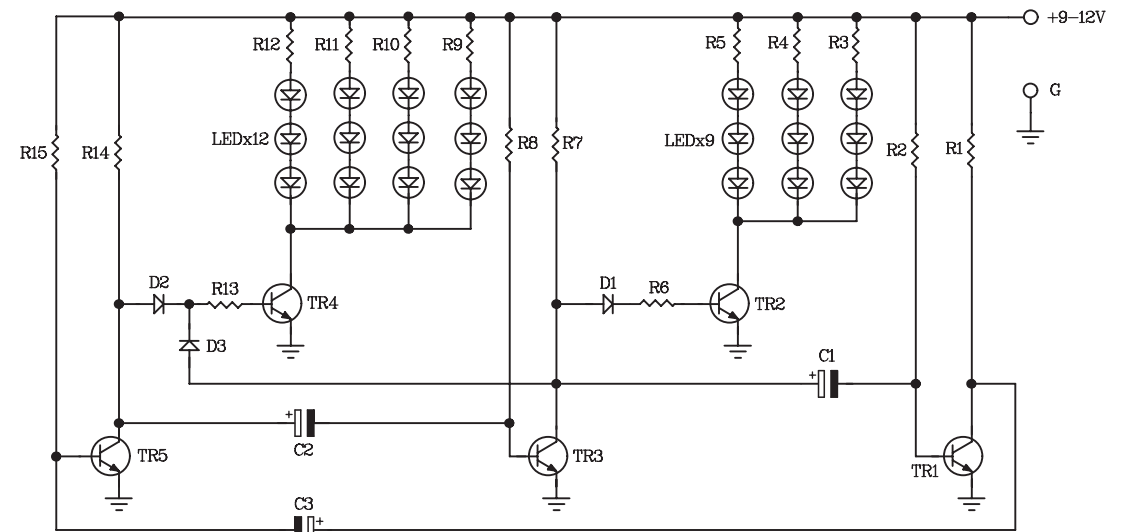 +9-12V
R12 R11 R10 R9 R5 R4 R3
G
LEDx12 R8 R7 LEDx9 R2 R1
R15 R14
D2 R13 TR4 D1 R6 TR2
D3 C1
+
+
C2
TR5 TR3 TR1
C3
+